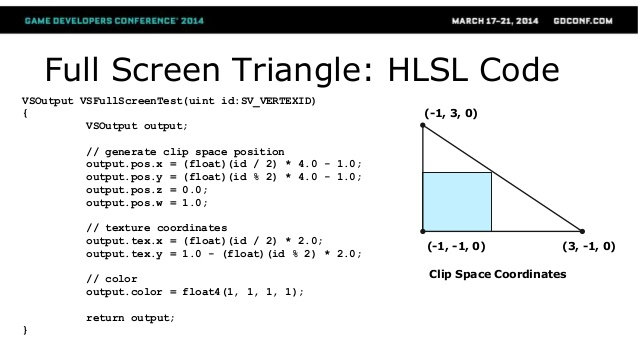 GAME DEVELOPERS CONFERENCE® 2014
MARCH 17-21, 2014 GDCONF.COM
Full Screen Triangle: HLSL Code
VSOutput VSFullScreenTest(uint id:SV_VERTEXID)
{
VSOutput output;
// generate clip space position
output.pos.x = (float)(id / 2) * 4.0 - 1.0;
output.pos.y = (float)(id % 2) * 4.0 - 1.0;
output.pos.z = 0.0;
output.pos.w = 1.0;
// texture coordinates
output.tex.x = (float)(id / 2) * 2.0;
output.tex.y = 1.0 - (float)(id % 2) * 2.0;
// color
output.color = float4(1, 1, 1, 1);
return output;
}
(-1, 3, 0)
(-1, -1, 0) (3, -1, 0)
Clip Space Coordinates